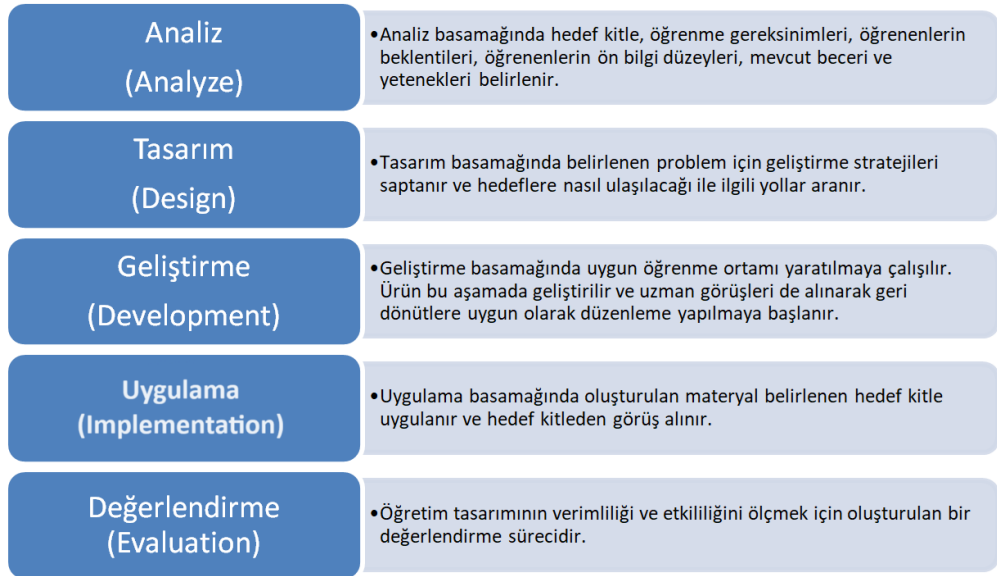 Analiz
(Analyze)
•Analiz basamağında hedef kitle, öğrenme gereksinimleri, öğrenenlerin
beklentileri, öğrenenlerin ön bilgi düzeyleri, mevcut beceri ve
yetenekleri belirlenir.
Tasarım
(Design)
•Tasarım basamağında belirlenen problem için geliştirme stratejileri
saptanır ve hedeflere nasıl ulaşılacağı ile ilgili yollar aranır.
Geliştirme
(Development)
•Geliştirme basamağında uygun öğrenme ortamı yaratılmaya çalışılır.
Ürün bu aşamada geliştirilir ve uzman görüşleri de alınarak geri
dönütlere uygun olarak düzenleme yapılmaya başlanır.
Uygulama
(Implementation)
•Uygulama basamağında oluşturulan materyal belirlenen hedef kitle
uygulanır ve hedef kitleden görüş alınır.
Değerlendirme
(Evaluation)
•Öğretim tasarımının verimliliği ve etkililiğini ölçmek için oluşturulan bir
değerlendirme sürecidir.